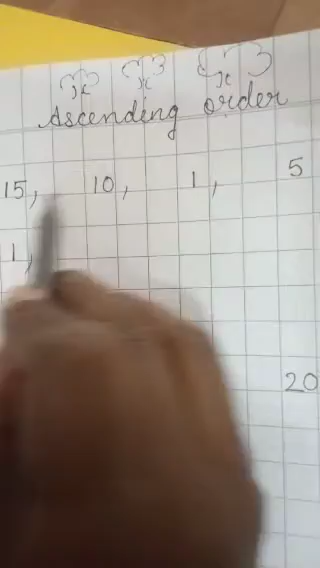 Ascending order
15, 10, 1, 5
1,
20